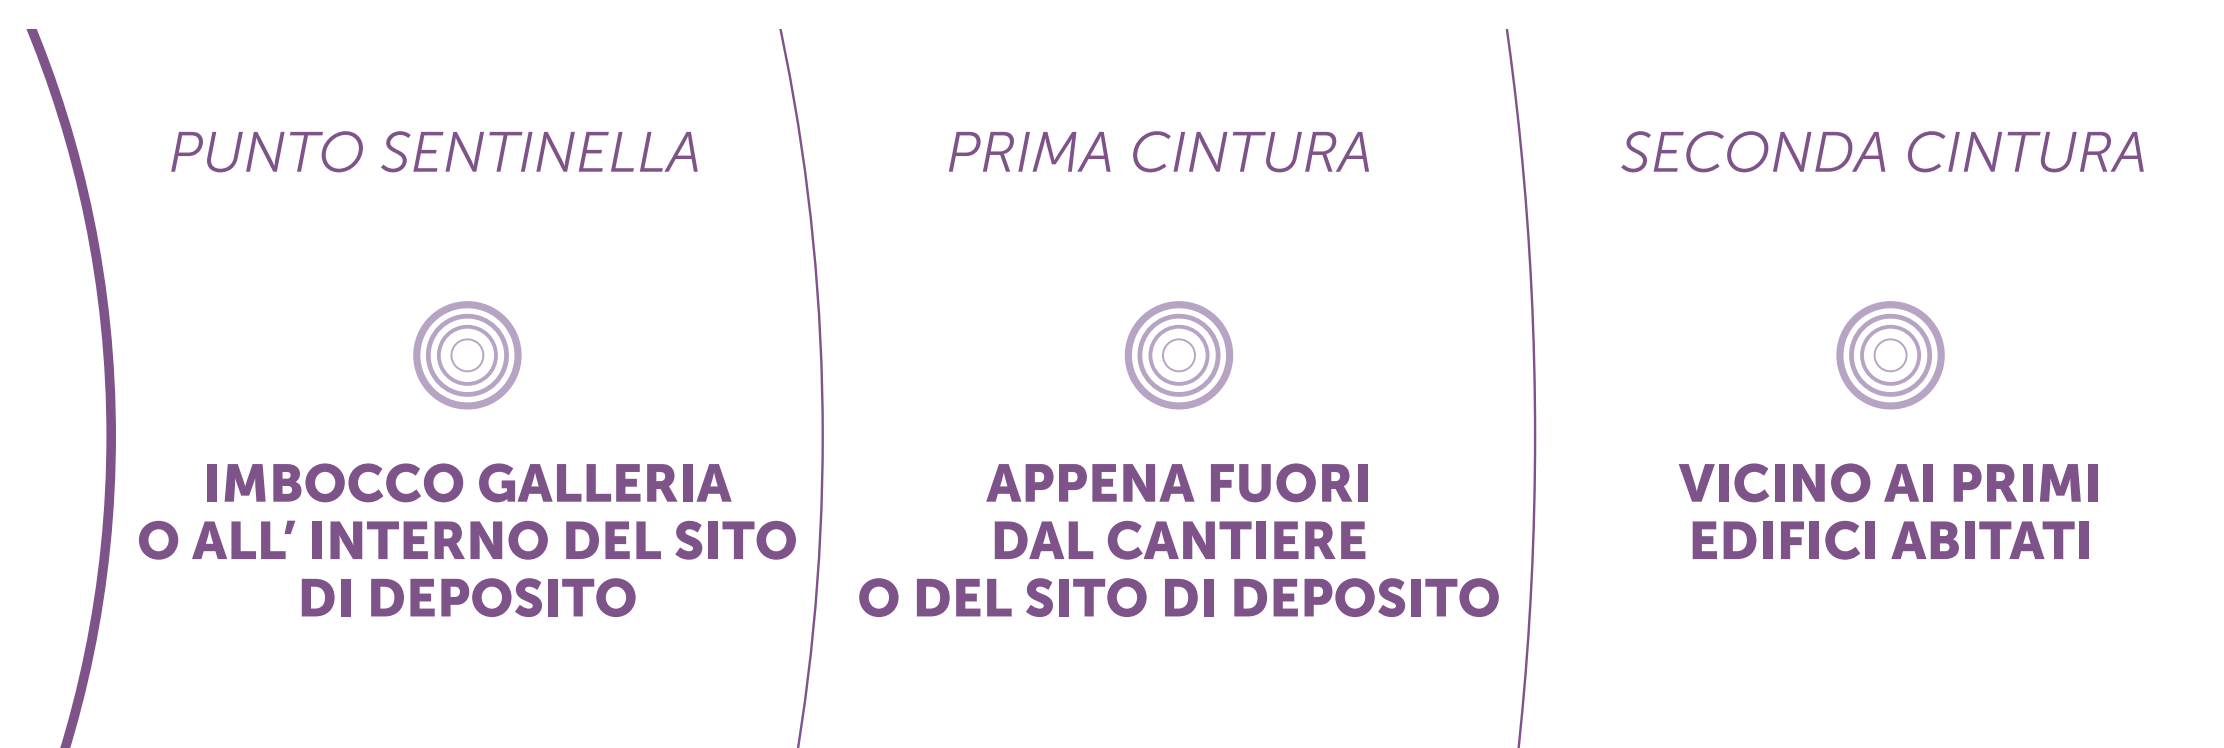 PUNTO SENTINELLA
IMBOCCO GALLERIA
O ALL' INTERNO DEL SITO
DI DEPOSITO
PRIMA CINTURA
APPENA FUORI
DAL CANTIERE
O DEL SITO DI DEPOSITO
SECONDA CINTURA
VICINO AI PRIMI
EDIFICI ABITATI